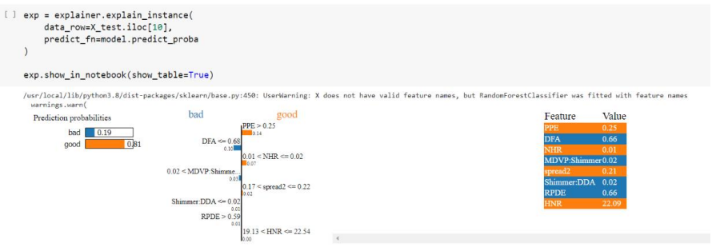 [ ] exp = explainer.explain_instance(
data_row=X_test.iloc[10],
predict_fn=model.predict_proba
)
exp.show_in_notebook(show_table=True)
/usr/local/lib/python3.8/dist-packages/sklearn/base.py:450: UserWarning: X does not have valid feature names, but RandomForestClassifier was fitted with feature names
warnings.warn(
Prediction probabilities
bad 0.19
good 0.81
bad good
PPE > 0.25
0.14
DFA <= 0.68
0.10
0.01 < NHR <= 0.02
0.07
0.02 < MDVP:Shimme...
0.05
0.17 < spread2 <= 0.22
0.02
Shimmer:DDA <= 0.02
0.01
RPDE > 0.59
0.01
19.13 < HNR <= 22.54
0.00
Feature Value
PPE 0.25
DFA 0.66
NHR 0.01
MDVP:Shimmer 0.02
spread2 0.21
Shimmer:DDA 0.02
RPDE 0.66
HNR 22.09